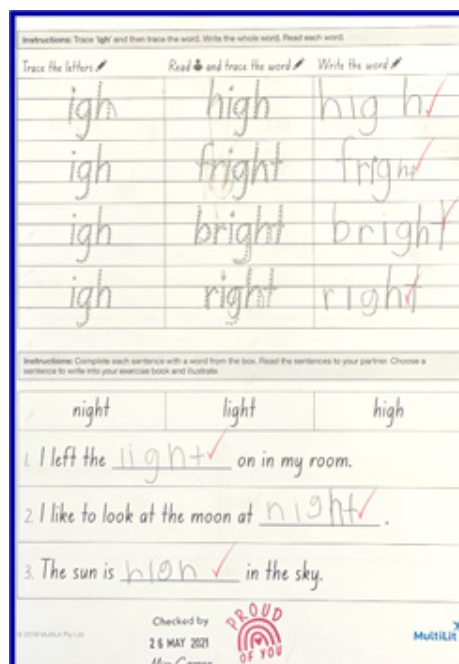 Instructions: Trace 'igh' and then trace the word. Write the whole word. Read each word.
Trace the letters Read and trace the word Write the word
igh high high
igh fright fright
igh bright bright
igh right right
Instructions: Complete each sentence with a word from the box. Read the sentences to your partner. Choose a
sentence to write into your exercise book and illustrate.
night light high
1. I left the light on in my room.
2. I like to look at the moon at night.
3. The sun is high in the sky.
Checked by
PROUD
OF YOU
26 MAY 2021
MultiLit